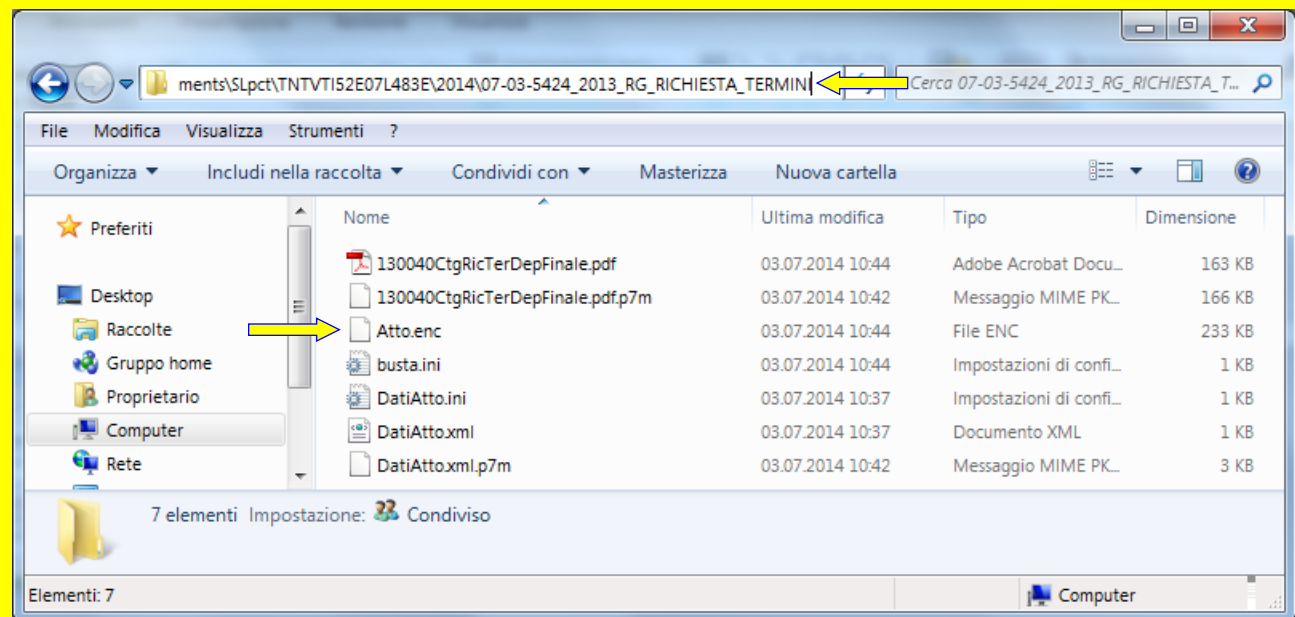 ments\SLpct\TNTVTI52E07L483E\2014\07-03-5424_2013_RG_RICHIESTA_TERMINI
Cerca 07-03-5424_2013_RG_RICHIESTA_T...
File Modifica Visualizza Strumenti ?
Organizza Includi nella raccolta Condividi con Masterizza Nuova cartella
Preferiti
Desktop
Raccolte
Gruppo home
Proprietario
Computer
Rete
Nome Ultima modifica Tipo Dimensione
130040CtgRicTerDepFinale.pdf 03.07.2014 10:44 Adobe Acrobat Docu... 163 KB
130040CtgRicTerDepFinale.pdf.p7m 03.07.2014 10:42 Messaggio MIME PK... 166 KB
Atto.enc 03.07.2014 10:44 File ENC 233 KB
busta.ini 03.07.2014 10:44 Impostazioni di confi... 1 KB
DatiAtto.ini 03.07.2014 10:37 Impostazioni di confi... 1 KB
DatiAtto.xml 03.07.2014 10:37 Documento XML 1 KB
DatiAtto.xml.p7m 03.07.2014 10:42 Messaggio MIME PK... 3 KB
7 elementi Impostazione: Condiviso
Elementi: 7 Computer